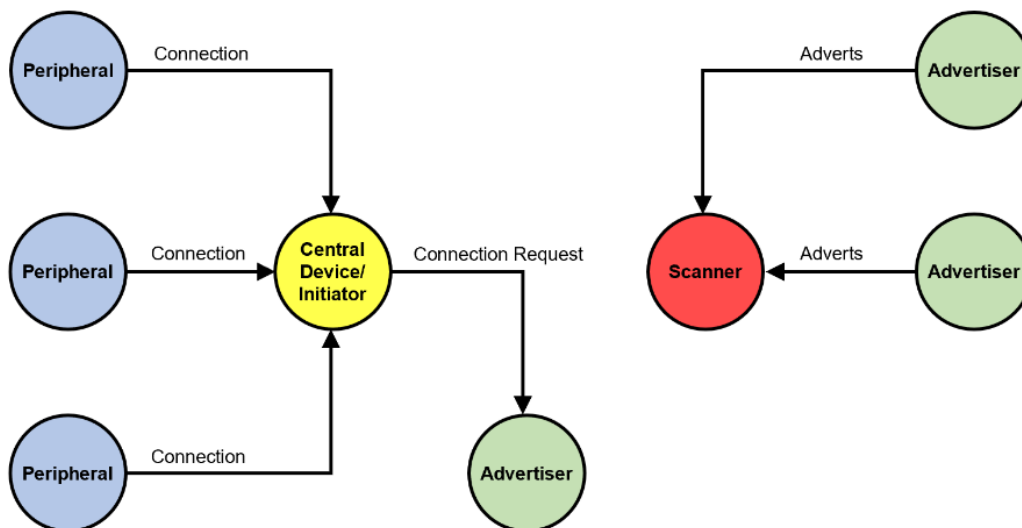 Connection
Adverts
Peripheral
Advertiser
Peripheral
Connection
Central
Device/
Initiator
Connection Request
Scanner
Adverts
Advertiser
Peripheral
Connection
Advertiser